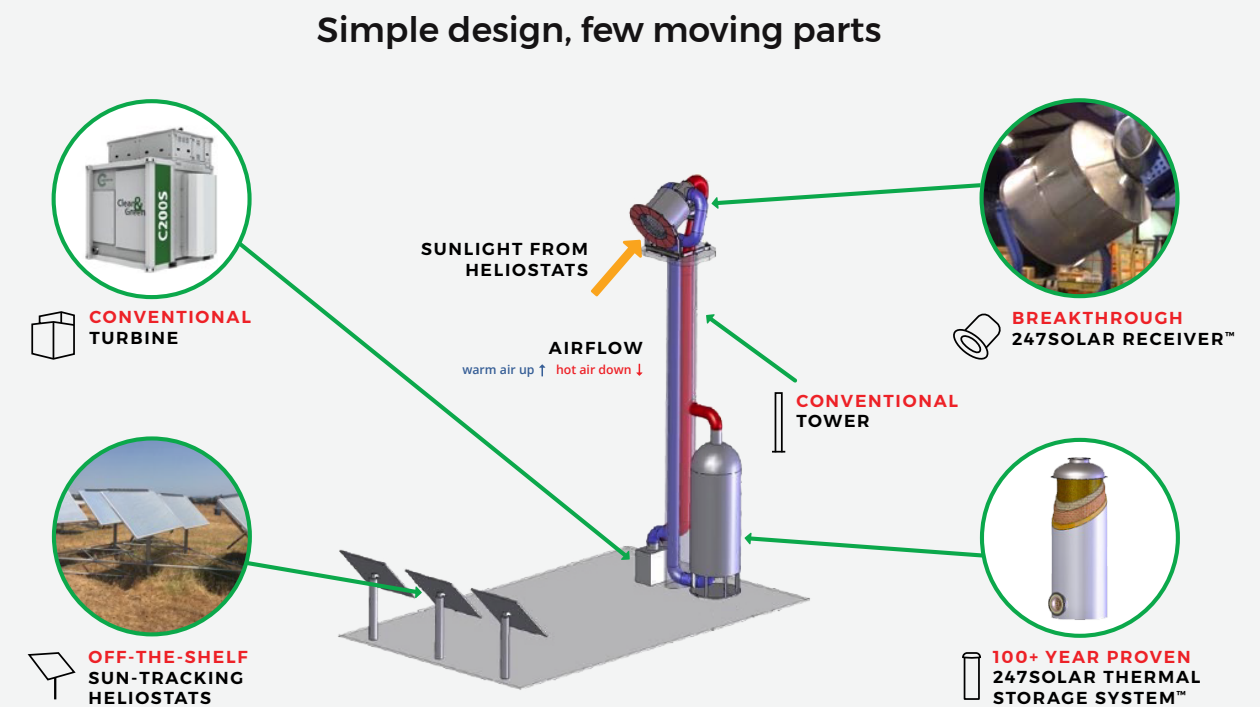 Simple design, few moving parts
Clean
&
Green
C200S
CONVENTIONAL
TURBINE
SUNLIGHT FROM
HELIOSTATS
AIRFLOW
warm air up ↑ hot air down ↓
BREAKTHROUGH
247SOLAR RECEIVER™
CONVENTIONAL
TOWER
OFF-THE-SHELF
SUN-TRACKING
HELIOSTATS
100+ YEAR PROVEN
247SOLAR THERMAL
STORAGE SYSTEM™